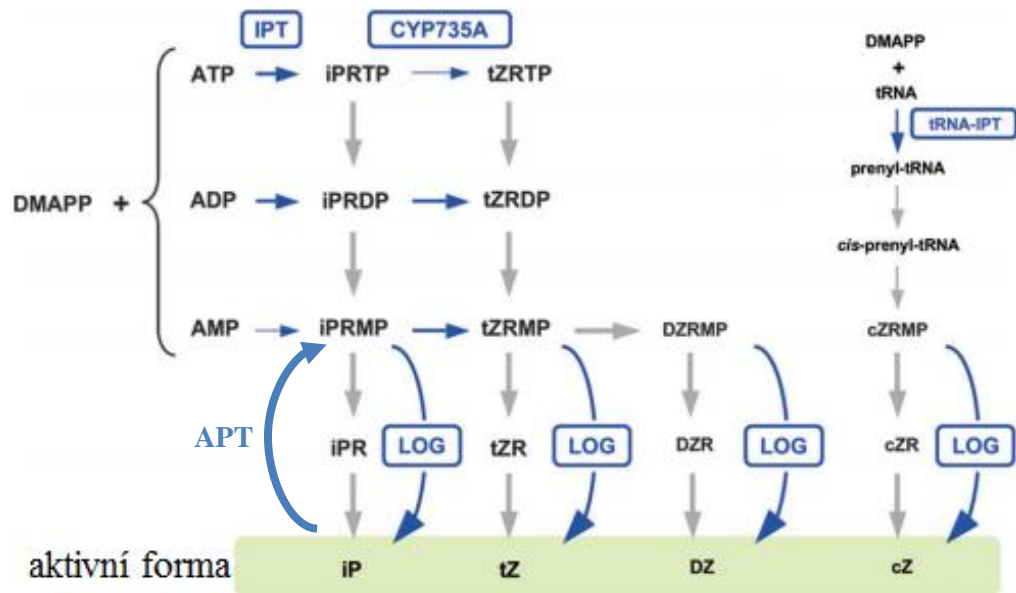 IPT CYP735A
DMAPP
+
ATP iPRTP tZRTP tRNA
tRNA-IPT
prenyl-tRNA
DMAPP + ADP iPRDP tZRDP
cis-prenyl-tRNA
AMP iPRMP tZRMP DZRMP cZRMP
APT iPR LOG tZR LOG DZR LOG cZR LOG
aktivní forma iP tZ DZ cZ